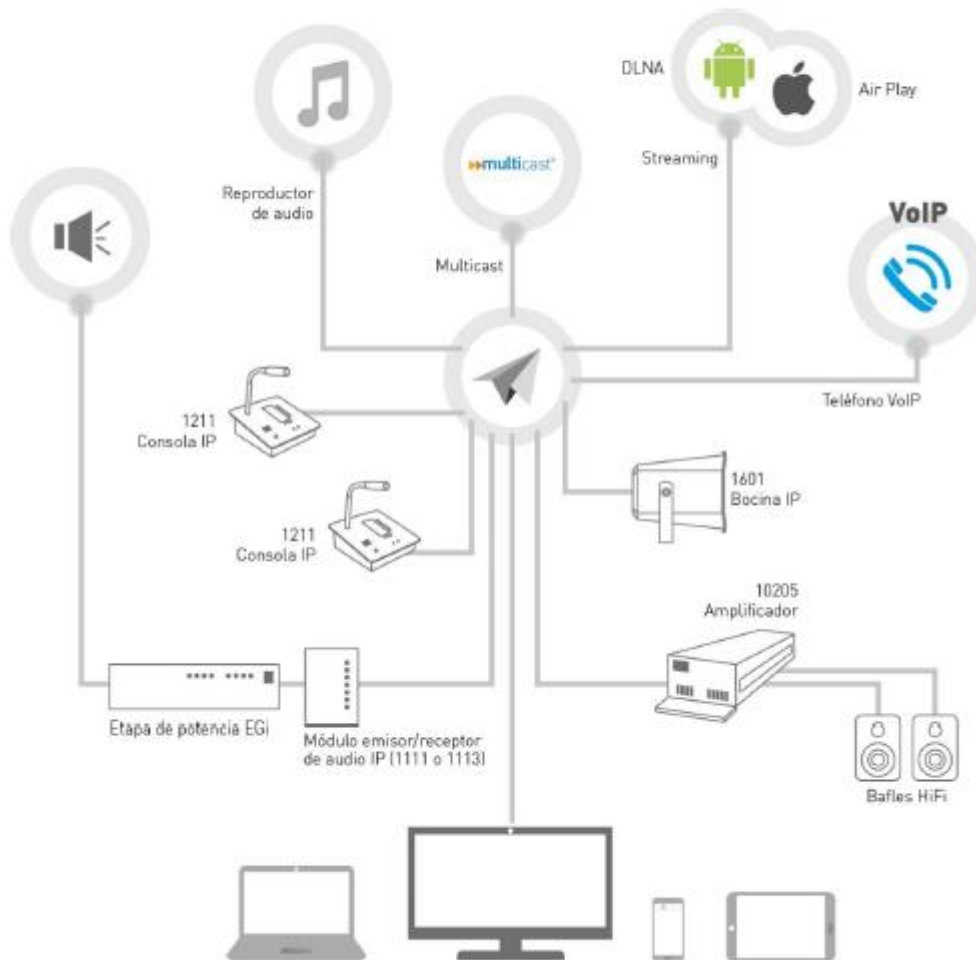 DLNA
Air Play
Streaming
Reproductor
de audio
multicast
Multicast
VoIP
Teléfono VoIP
1211
Consola IP
1601
Bocina IP
1211
Consola IP
10205
Amplificador
Etapa de potencia EGi
Módulo emisor/receptor
de audio IP (1111 o 1113)
Bafles HiFi